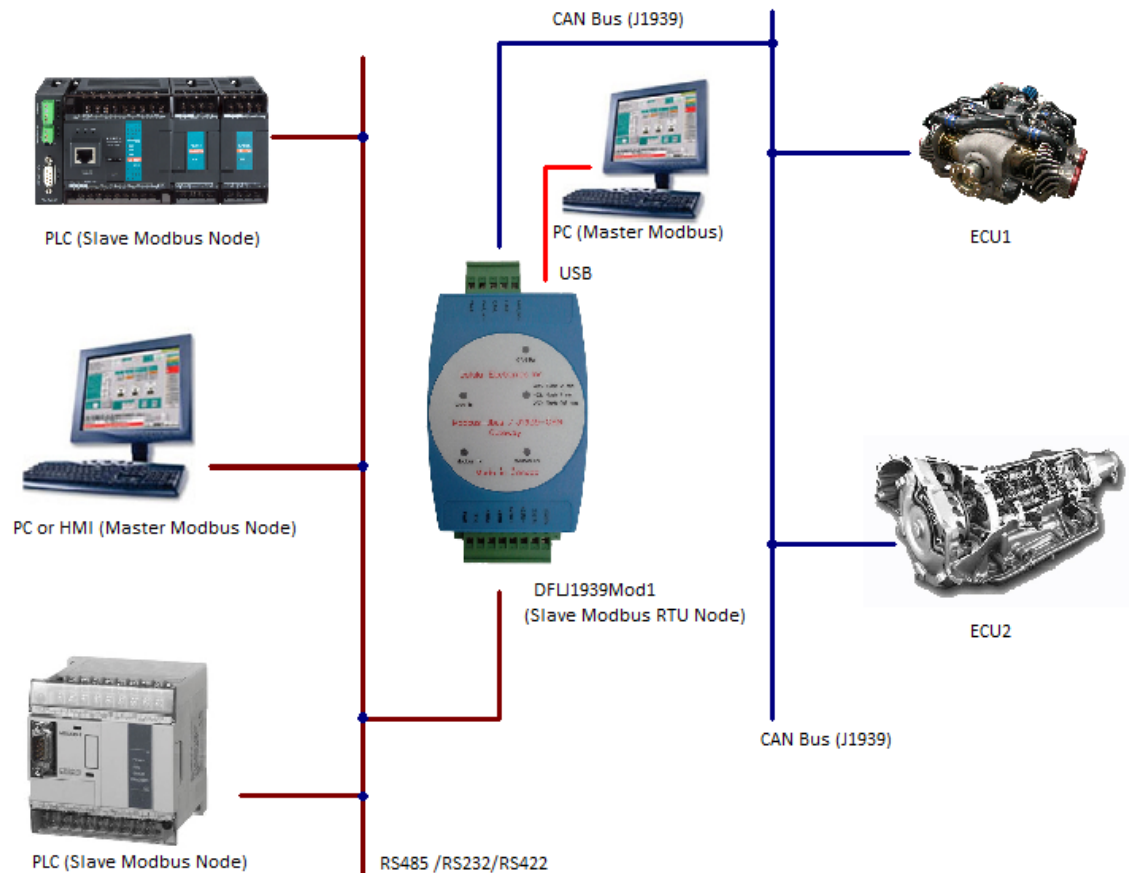 CAN Bus (J1939)
PLC (Slave Modbus Node)
PC (Master Modbus)
ECU1
USB
PC or HMI (Master Modbus Node)
DFLJ1939Mod1
(Slave Modbus RTU Node)
ECU2
CAN Bus (J1939)
PLC (Slave Modbus Node)
RS485 /RS232/RS422